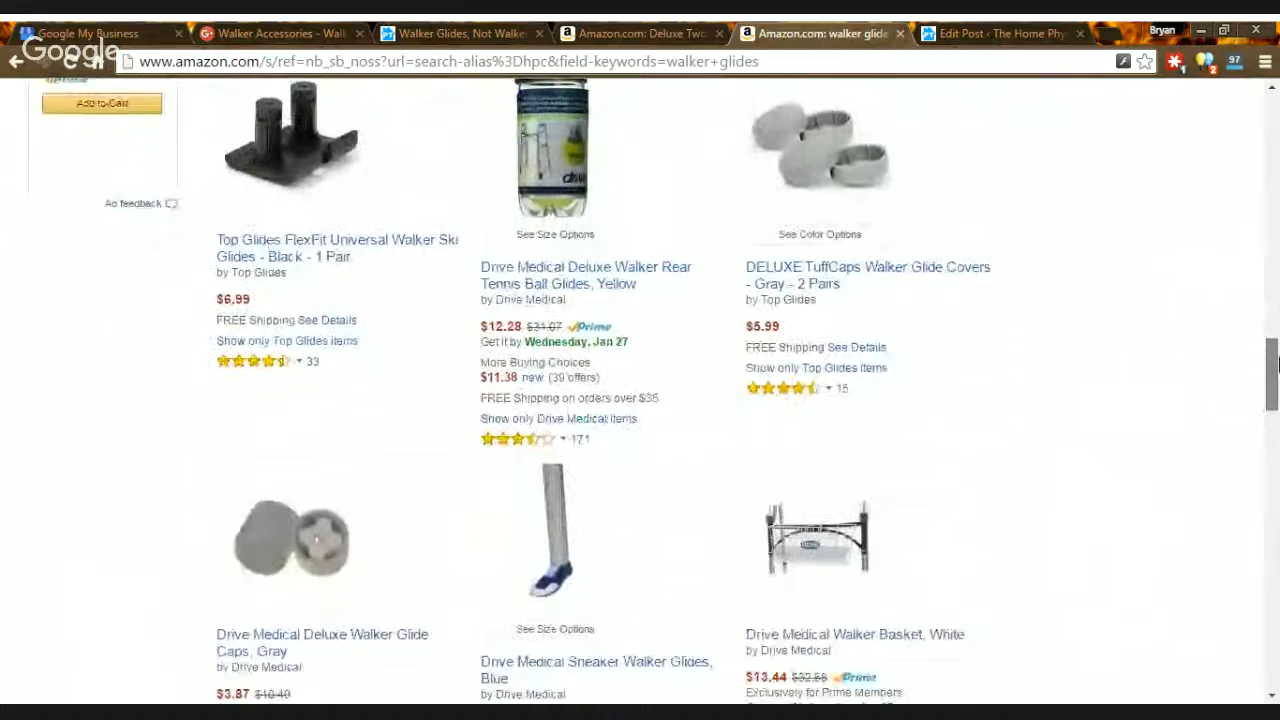 Google My Business
Walker Accessories - Walk
Walker Glides, Not Walke
Amazon.com: Deluxe Two
Amazon.com: walker glide
Edit Post ‹ The Home Phy
Bryan
Google
www.amazon.com/s/ref=nb_sb_noss?url=search-alias%3Dhpc&field-keywords=walker+glides
1
2
97
Add to Cart
Ad feedback
Top Glides FlexFit Universal Walker Ski
Glides - Black - 1 Pair
by Top Glides
$6.99
FREE Shipping See Details
Show only Top Glides items
33
See Size Options
Drive Medical Deluxe Walker Rear
Tennis Ball Glides, Yellow
by Drive Medical
$12.28 $31.07 Prime
Get it by Wednesday, Jan 27
More Buying Choices
$11.38 new (39 offers)
FREE Shipping on orders over $35
Show only Drive Medical items
171
See Color Options
DELUXE TuffCaps Walker Glide Covers
- Gray - 2 Pairs
by Top Glides
$5.99
FREE Shipping See Details
Show only Top Glides items
15
Drive Medical Deluxe Walker Glide
Caps, Gray
by Drive Medical
$3.87 $10.40
See Size Options
Drive Medical Sneaker Walker Glides,
Blue
by Drive Medical
Drive Medical Walker Basket, White
by Drive Medical
$13.44 $32.58 Prime
Exclusively for Prime Members